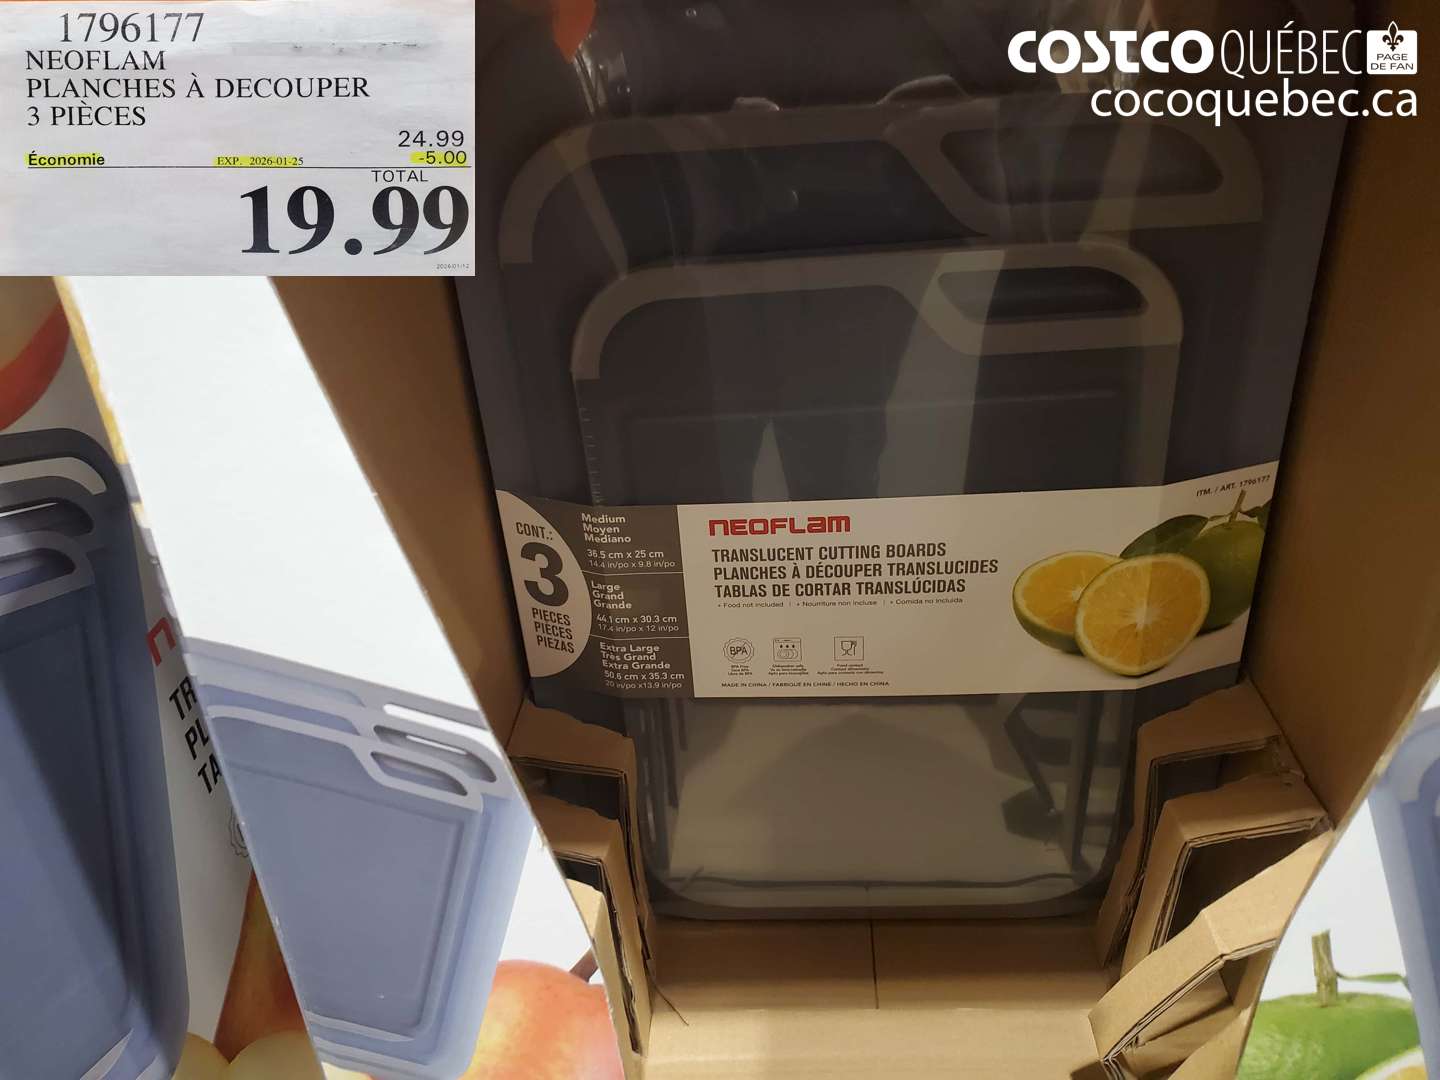 1796177
NEOFLAM
PLANCHES À DECOUPER
3 PIÈCES
24.99
Économie EXP. 2026-01-25 -5.00
TOTAL
19.99
2026/01/12
COSTCO QUÉBEC PAGE DE FAN
cocoquebec.ca
ITM. / ART. 1796177
CONT.:
3
PIECES
PIÈCES
PIEZAS
Medium
Moyen
Mediano
36.5 cm x 25 cm
14.4 in/po x 9.8 in/po
Large
Grand
Grande
44.1 cm x 30.3 cm
17.4 in/po x 12 in/po
Extra Large
Très Grand
Extra Grande
50.6 cm x 35.3 cm
20 in/po x13.9 in/po
NEOFLAM
TRANSLUCENT CUTTING BOARDS
PLANCHES À DÉCOUPER TRANSLUCIDES
TABLAS DE CORTAR TRANSLÚCIDAS
• Food not included | • Nourriture non incluse | • Comida no incluida
BPA
BPA Free
MADE IN CHINA / FABRIQUÉ EN CHINE / HECHO EN CHINA
n
TR
PL
TA